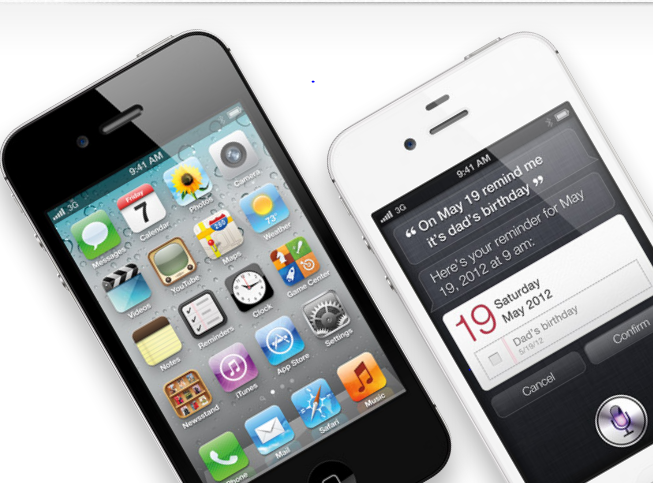 3G 9:41 AM
Messages
Friday
7
Calendar
Photos
Camera
Videos
YouTube
280
Maps
73°
Weather
Notes
Reminders
Clock
Game Center
Newsstand
iTunes
App Store
Settings
Phone
Mail
Safari
Music
3G 9:41 AM
“ On May 19 remind me
it’s dad’s birthday ”
Here’s your reminder for May
19, 2012 at 9 am:
19 Saturday
May 2012
Dad’s birthday
5/19/12
Cancel Confirm